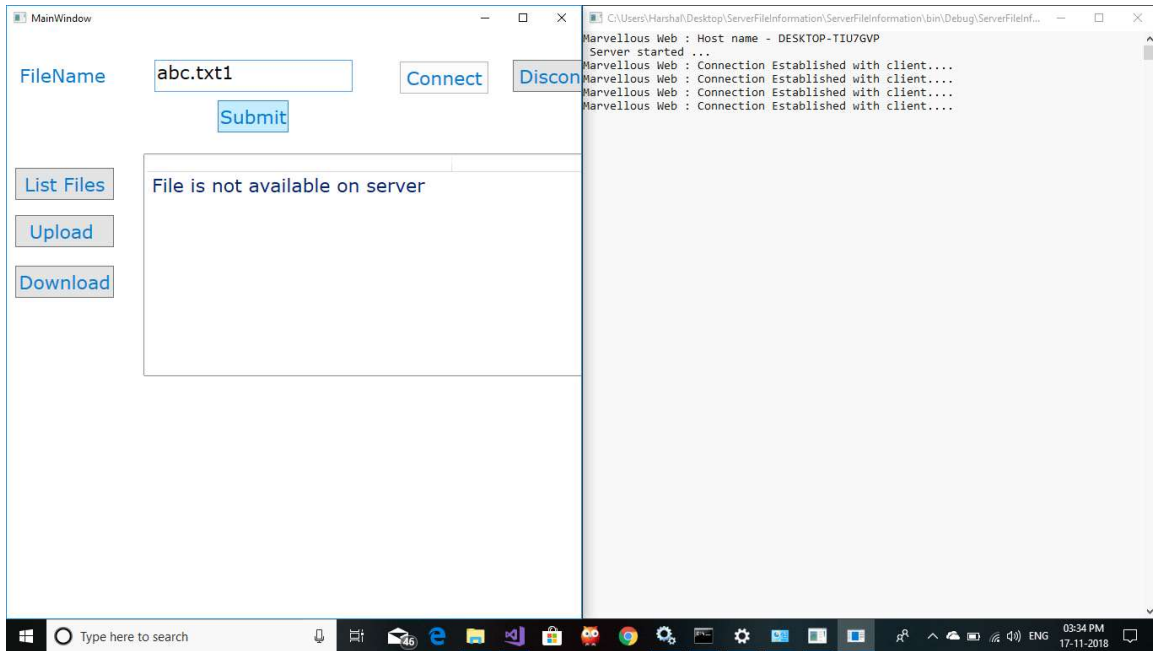 MainWindow
FileName
abc.txt1
Connect
Discon
Submit
List Files
File is not available on server
Upload
Download
C:\Users\Harshal\Desktop\ServerFileInformation\ServerFileInformation\bin\Debug\ServerFileInf...
Marvellous Web : Host name - DESKTOP-TIU7GVP
Server started ...
Marvellous Web : Connection Established with client....
Marvellous Web : Connection Established with client....
Marvellous Web : Connection Established with client....
Marvellous Web : Connection Established with client....
Type here to search
46
ENG
03:34 PM
17-11-2018